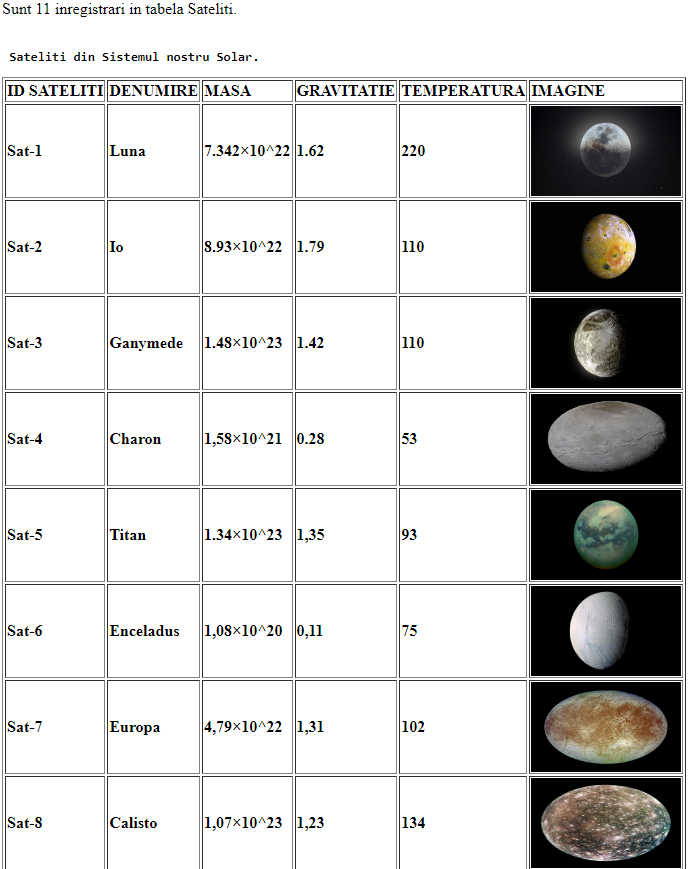 Sunt 11 inregistrari in tabela Sateliti.
Sateliti din Sistemul nostru Solar.
ID SATELITI DENUMIRE MASA GRAVITATIE TEMPERATURA IMAGINE
Sat-1 Luna 7.342×10^22 1.62 220
Sat-2 Io 8.93×10^22 1.79 110
Sat-3 Ganymede 1.48×10^23 1.42 110
Sat-4 Charon 1,58×10^21 0.28 53
Sat-5 Titan 1.34×10^23 1,35 93
Sat-6 Enceladus 1,08×10^20 0,11 75
Sat-7 Europa 4,79×10^22 1,31 102
Sat-8 Calisto 1,07×10^23 1,23 134